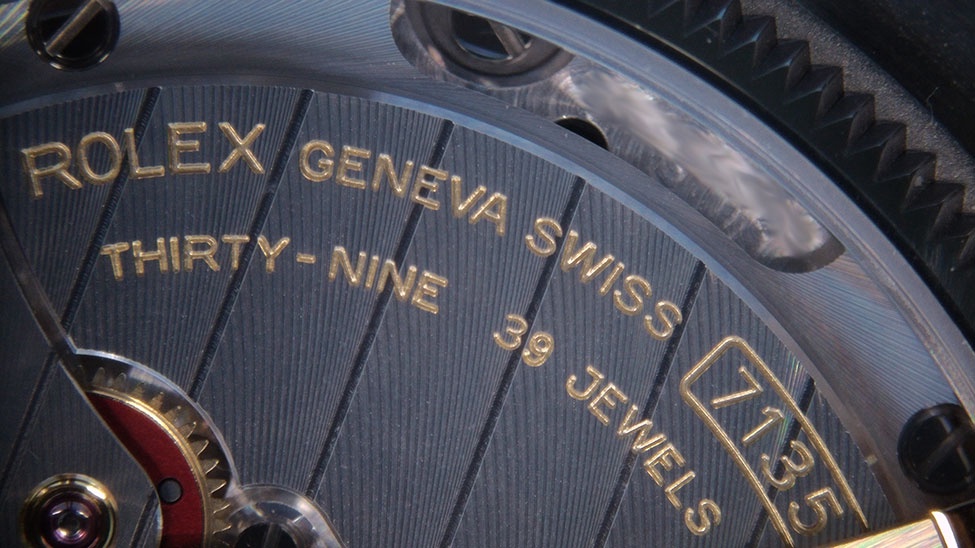 ROLEX GENEVA SWISS
THIRTY-NINE 39 JEWELS
7135